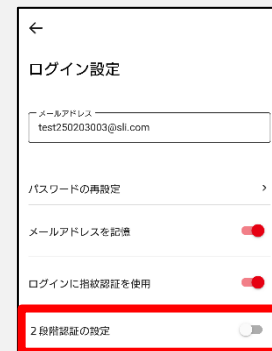 ログイン設定
メールアドレス
test250203003@sli.com
パスワードの再設定
メールアドレスを記憶
ログインに指紋認証を使用
２段階認証の設定